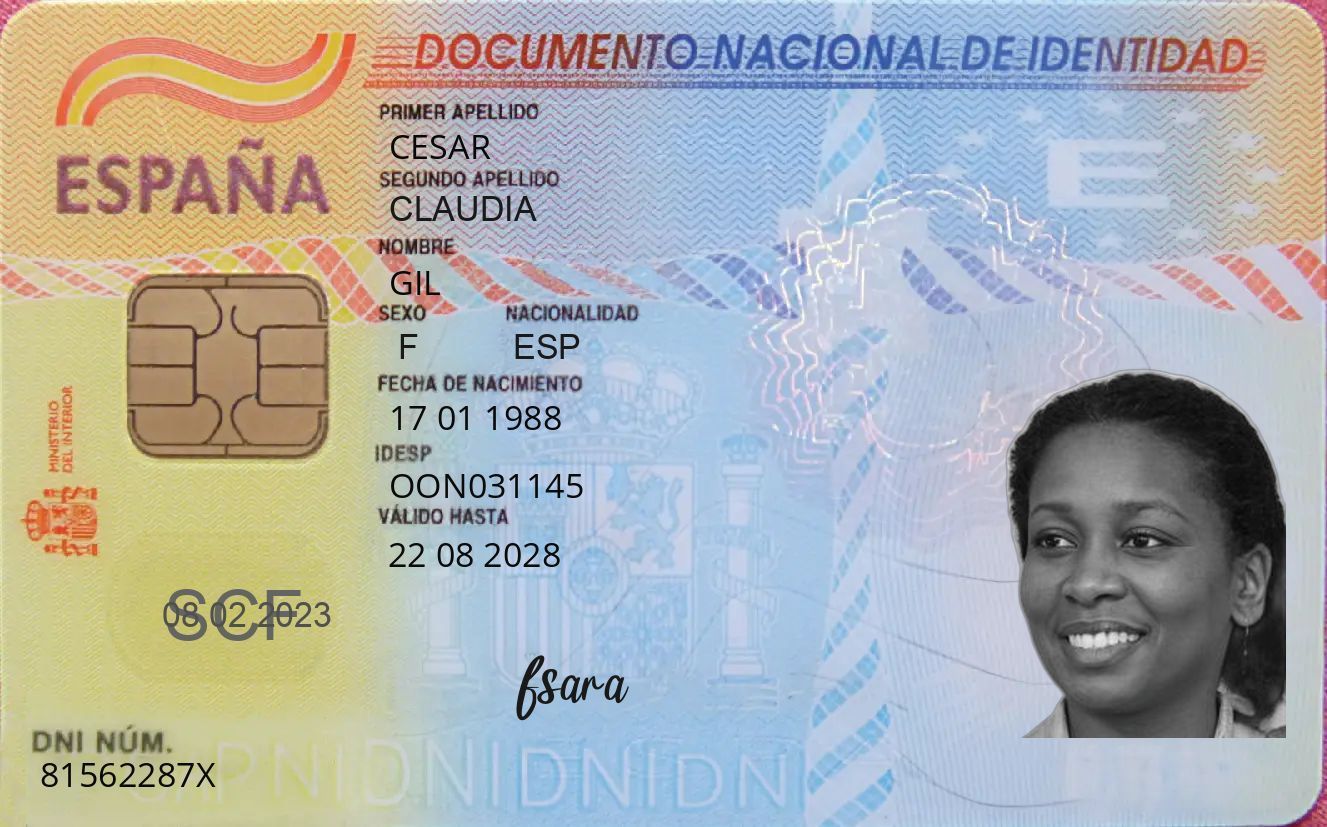 DOCUMENTO NACIONAL DE IDENTIDAD
ESPAÑA
PRIMER APELLIDO
CESAR
SEGUNDO APELLIDO
CLAUDIA
NOMBRE
GIL
SEXO NACIONALIDAD
F ESP
FECHA DE NACIMIENTO
17 01 1988
IDESP
OON031145
VÁLIDO HASTA
22 08 2028
MINISTERIO
DEL INTERIOR
E
SCF
08 02 2023
fsara
DNI NÚM.
81562287X
DNIDNIDNIDNI